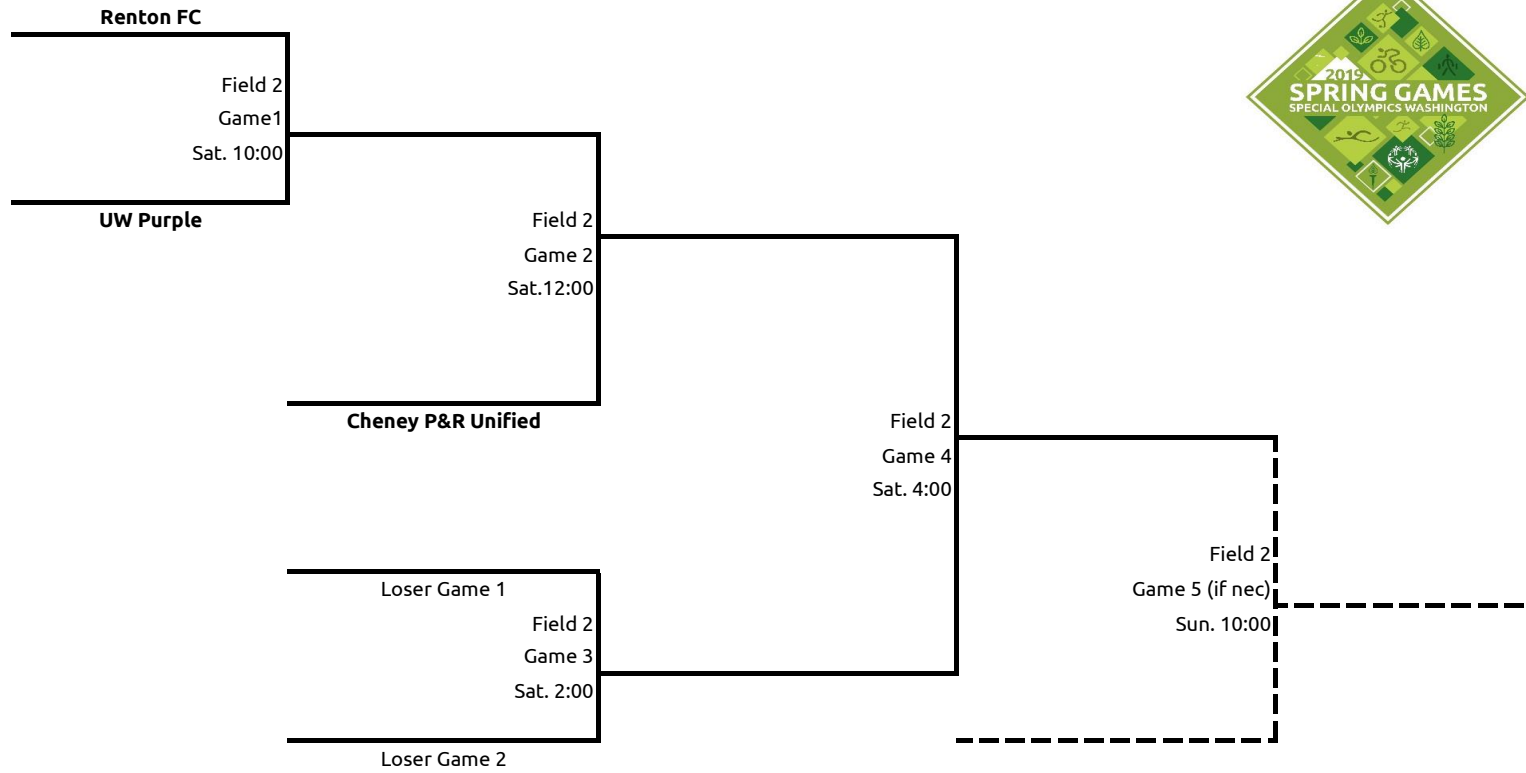 Renton FC
Field 2
Game1
Sat. 10:00
UW Purple
2019
SPRING GAMES
SPECIAL OLYMPICS WASHINGTON
Field 2
Game 2
Sat.12:00
Cheney P&R Unified
Field 2
Game 4
Sat. 4:00
Loser Game 1
Field 2
Game 3
Sat. 2:00
Loser Game 2
Field 2
Game 5 (if nec)
Sun. 10:00